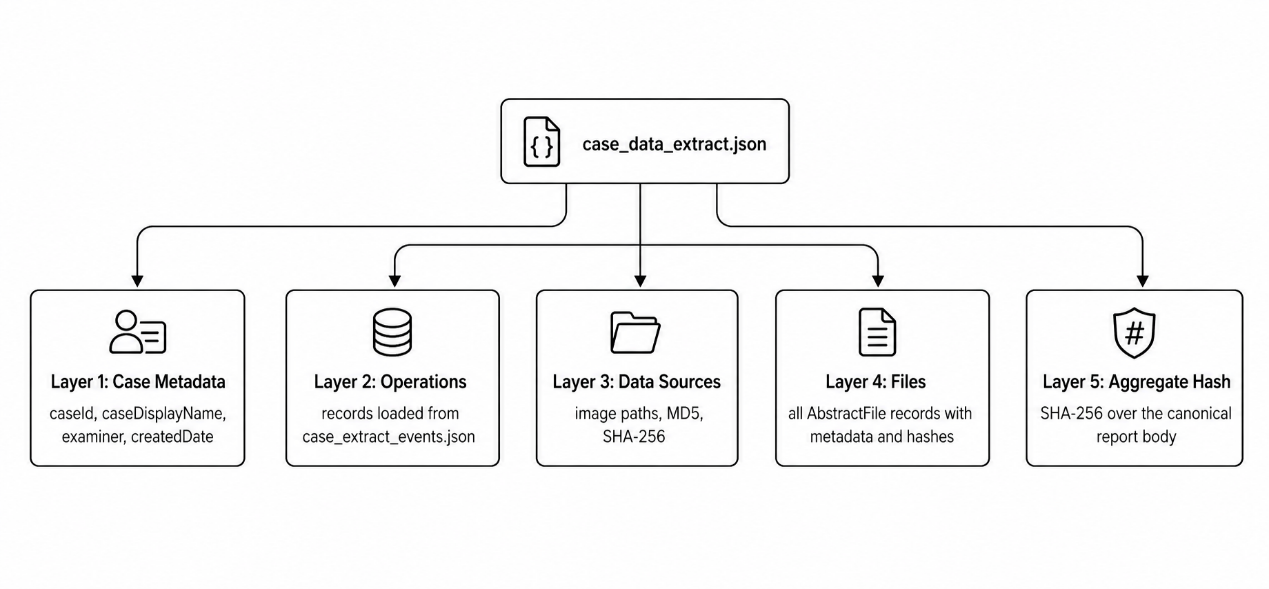 { }
case_data_extract.json
Layer 1: Case Metadata
caseId, caseDisplayName,
examiner, createdDate
Layer 2: Operations
records loaded from
case_extract_events.json
Layer 3: Data Sources
image paths, MD5,
SHA-256
Layer 4: Files
all AbstractFile records with
metadata and hashes
#
Layer 5: Aggregate Hash
SHA-256 over the canonical
report body